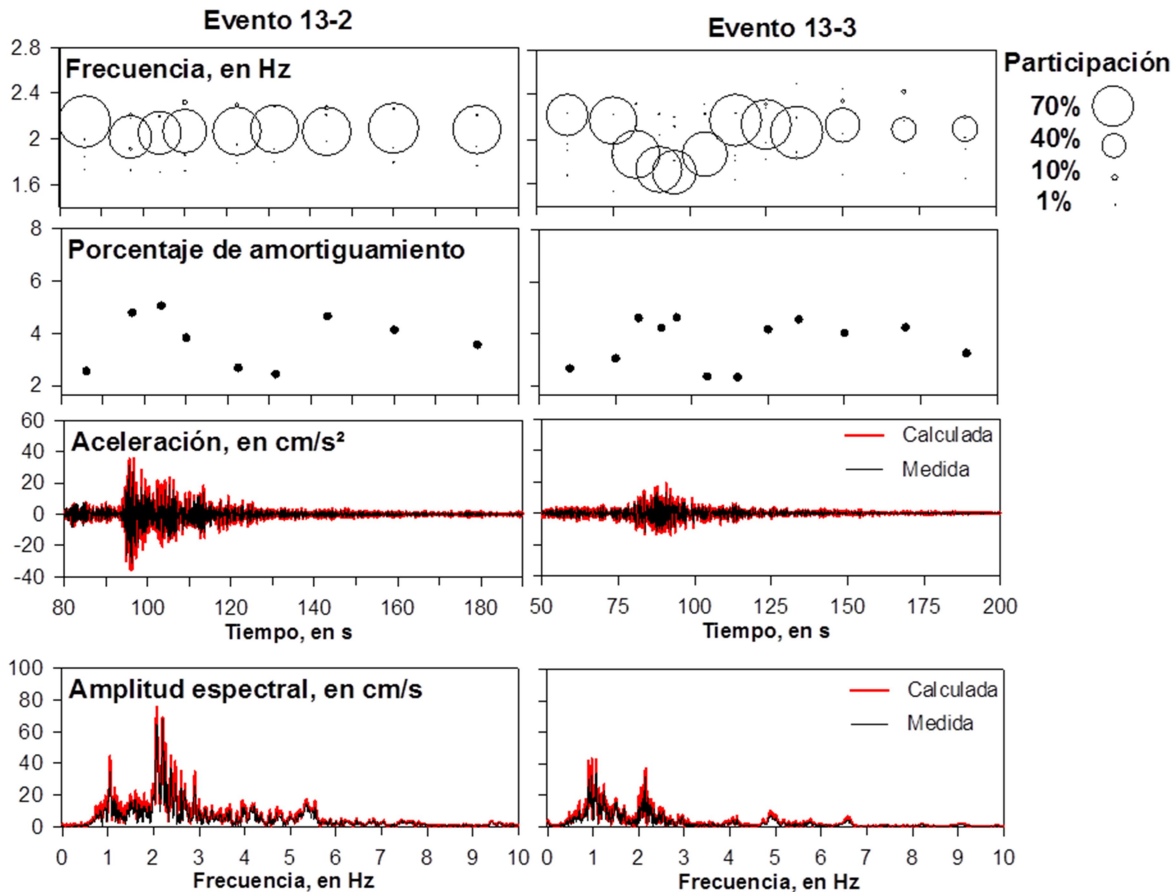 Evento 13-2
Evento 13-3
2.8
2.4
2
1.6
Frecuencia, en Hz
Participación
70%
40%
10%
1%
8
6
4
2
Porcentaje de amortiguamiento
60
40
20
0
-20
-40
Aceleración, en cm/s²
Calculada
Medida
80 100 120 140 160 180
Tiempo, en s
50 75 100 125 150 175 200
Tiempo, en s
100
80
60
40
20
0
Amplitud espectral, en cm/s
Calculada
Medida
0 1 2 3 4 5 6 7 8 9 10
Frecuencia, en Hz
0 1 2 3 4 5 6 7 8 9 10
Frecuencia, en Hz